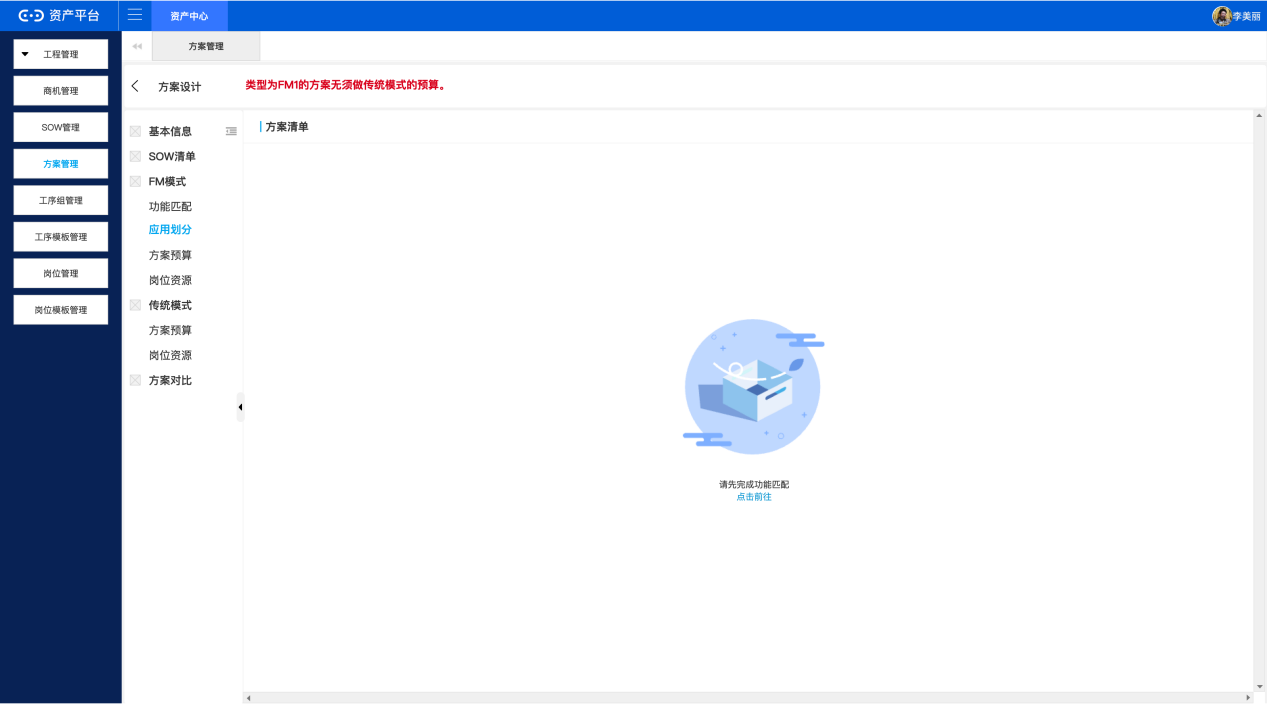 资产平台
资产中心
李美丽
工程管理
商机管理
SOW管理
方案管理
工序组管理
工序模板管理
岗位管理
岗位模板管理
方案管理
方案设计
类型为FM1的方案无须做传统模式的预算。
基本信息
SOW清单
FM模式
功能匹配
应用划分
方案预算
岗位资源
传统模式
方案预算
岗位资源
方案对比
方案清单
请先完成功能匹配
点击前往